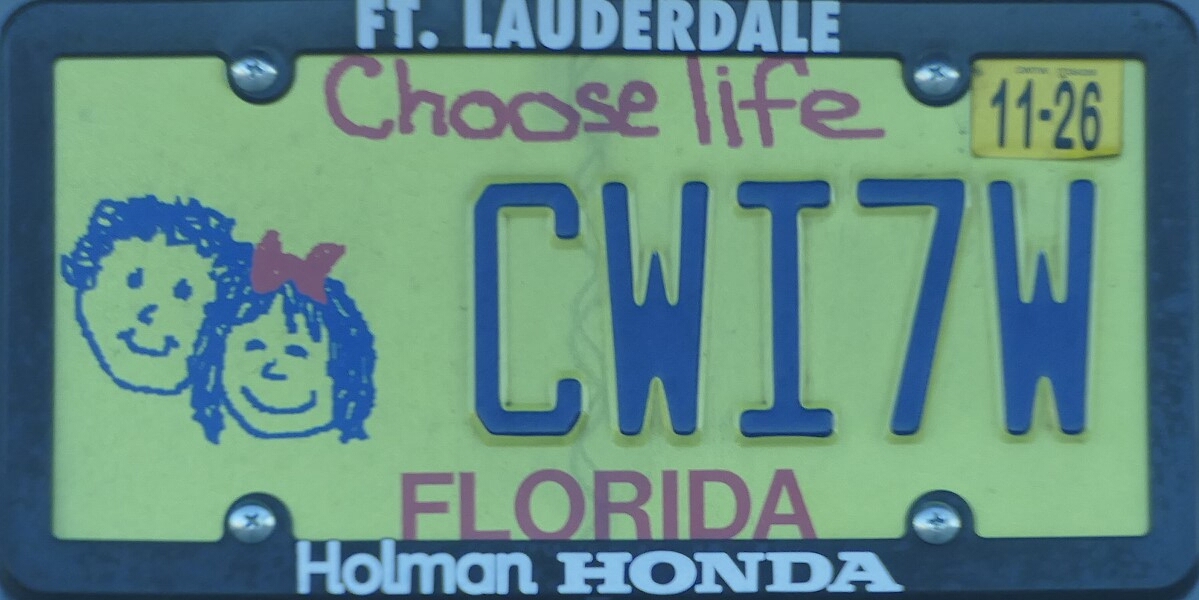 FT. LAUDERDALE
Choose life
11-26
CWI7W
FLORIDA
Holman HONDA